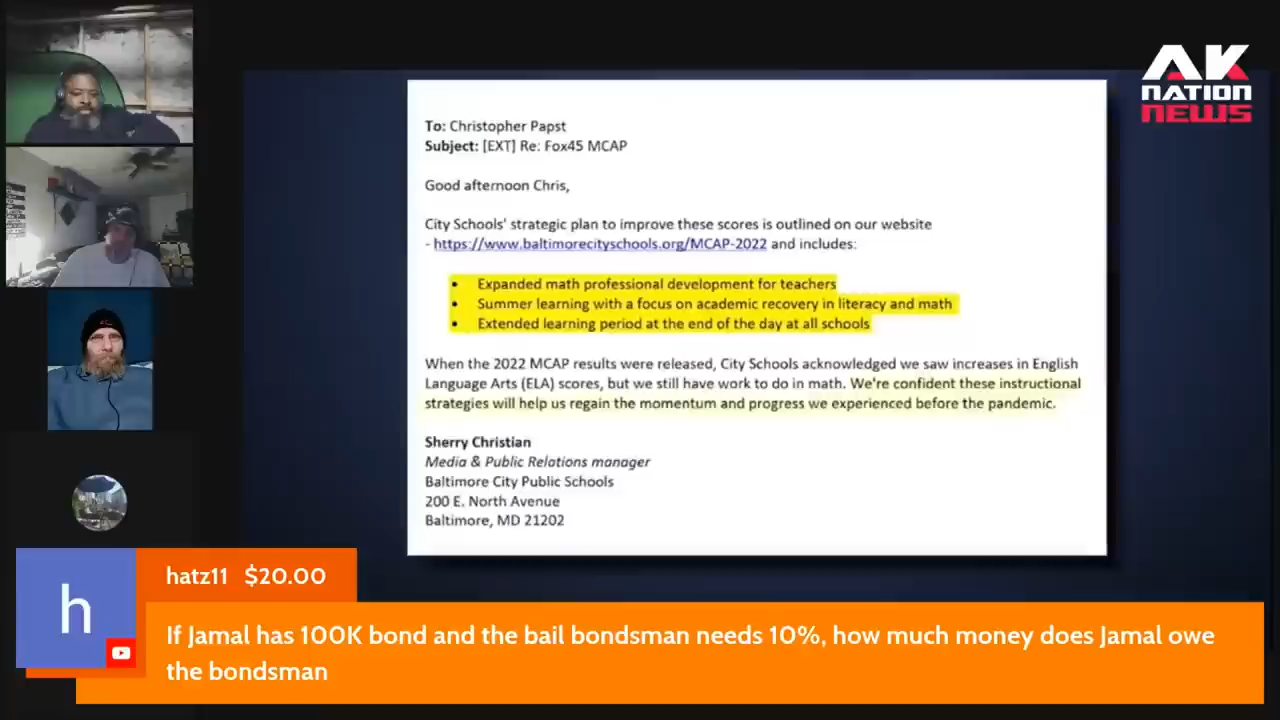 AK
NATION
NEWS
To: Christopher Papst
Subject: [EXT] Re: Fox45 MCAP
Good afternoon Chris,
City Schools' strategic plan to improve these scores is outlined on our website
- https://www.baltimorecityschools.org/MCAP-2022 and includes:
• Expanded math professional development for teachers
• Summer learning with a focus on academic recovery in literacy and math
• Extended learning period at the end of the day at all schools
When the 2022 MCAP results were released, City Schools acknowledged we saw increases in English
Language Arts (ELA) scores, but we still have work to do in math. We're confident these instructional
strategies will help us regain the momentum and progress we experienced before the pandemic.
Sherry Christian
Media & Public Relations manager
Baltimore City Public Schools
200 E. North Avenue
Baltimore, MD 21202
h
hatz11 $20.00
If Jamal has 100K bond and the bail bondsman needs 10%, how much money does Jamal owe
the bondsman